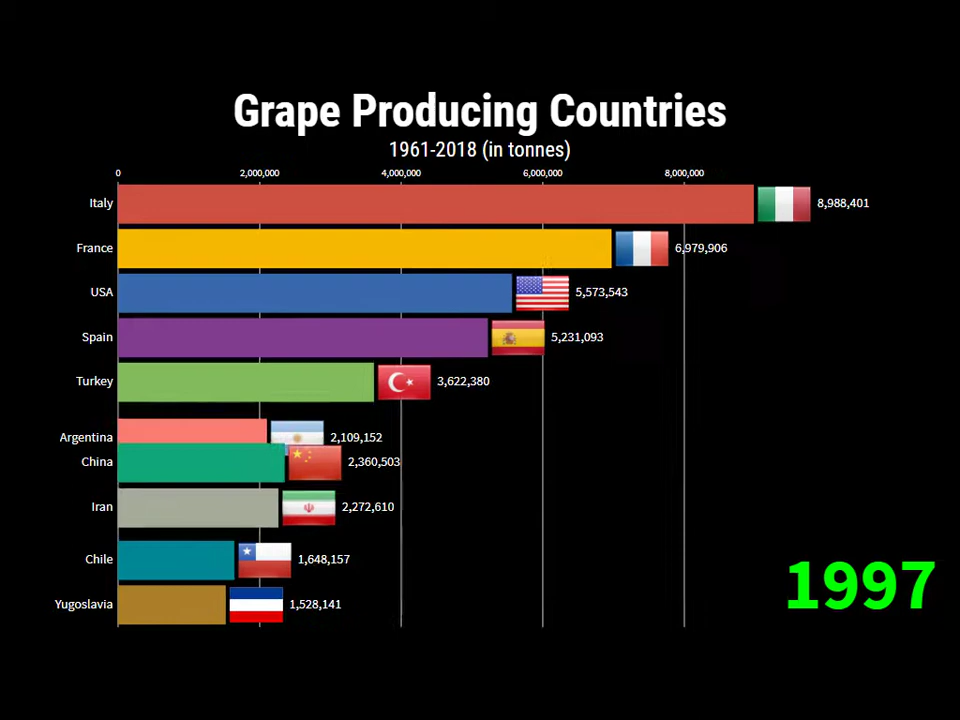 Grape Producing Countries
1961-2018 (in tonnes)
0 2,000,000 4,000,000 6,000,000 8,000,000
Italy 8,988,401
France 6,979,906
USA 5,573,543
Spain 5,231,093
Turkey 3,622,380
Argentina 2,109,152
China 2,360,503
Iran 2,272,610
Chile 1,648,157
Yugoslavia 1,528,141
1997